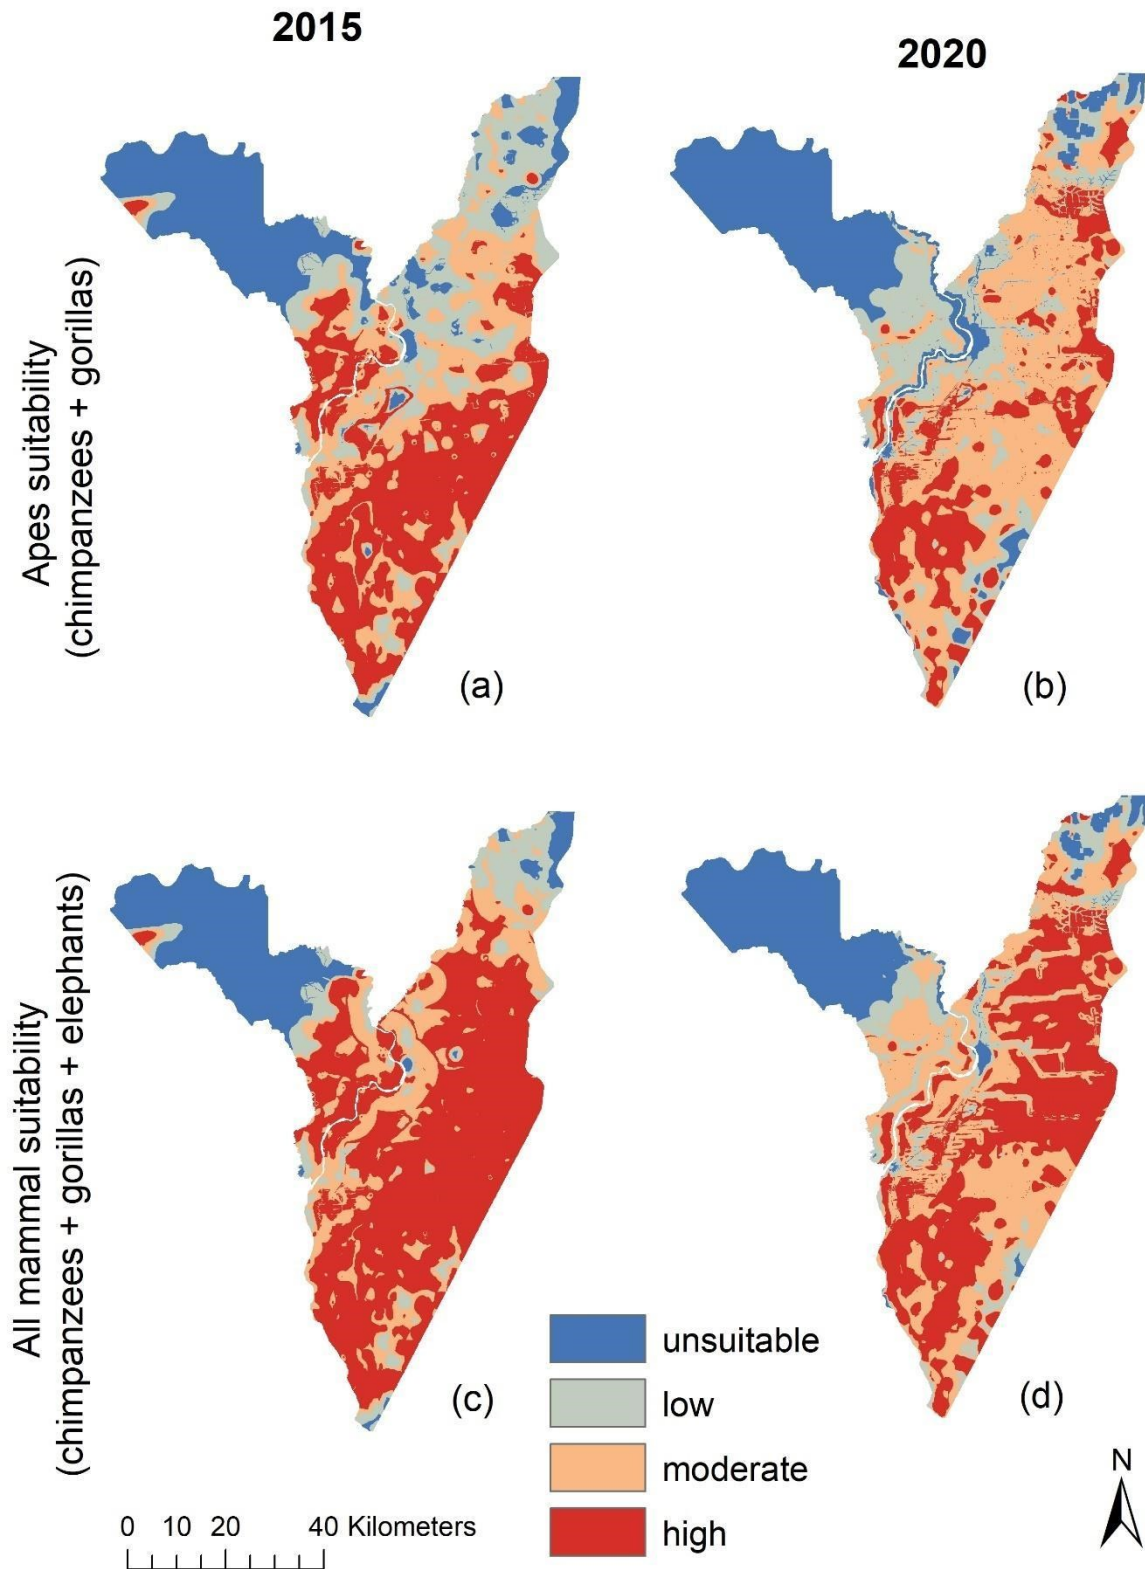 2015
2020
Apes suitability
(chimpanzees + gorillas)
(a)
(b)
All mammal suitability
(chimpanzees + gorillas + elephants)
(c)
(d)
unsuitable
low
moderate
high
0 10 20 40 Kilometers
N